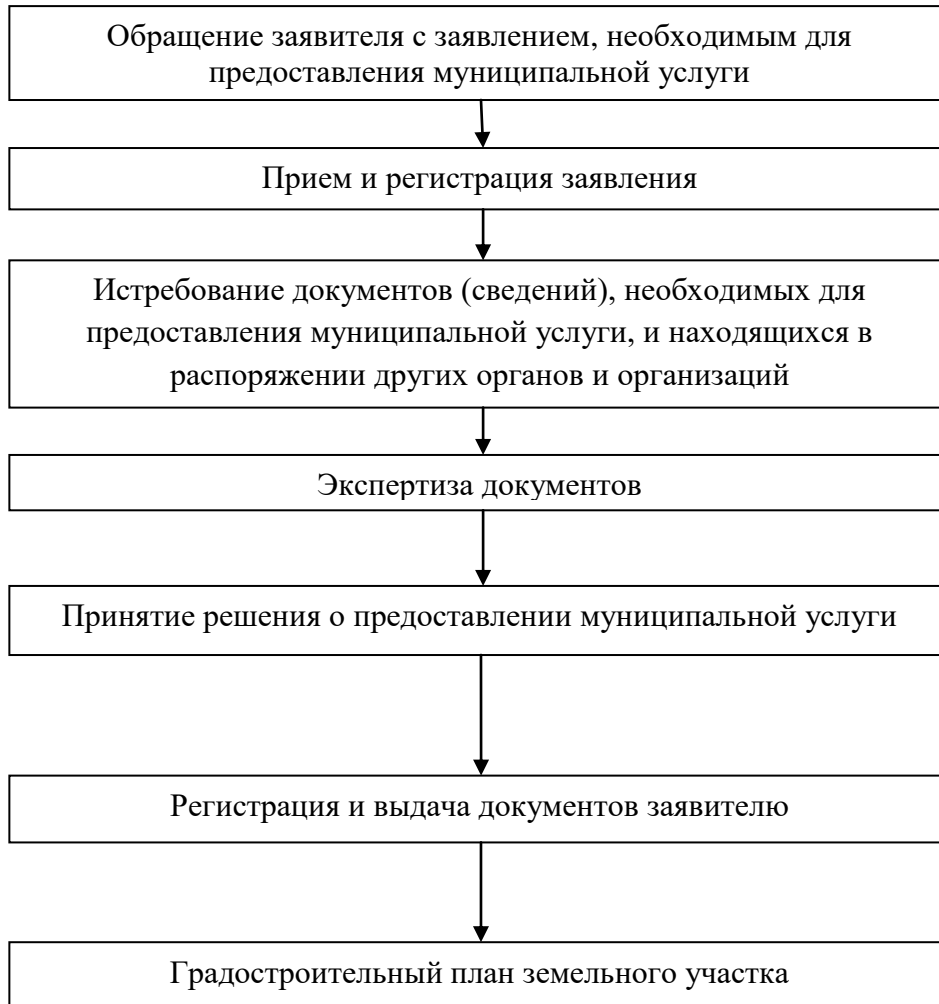 Обращение заявителя с заявлением, необходимым для
предоставления муниципальной услуги
Прием и регистрация заявления
Истребование документов (сведений), необходимых для
предоставления муниципальной услуги, и находящихся в
распоряжении других органов и организаций
Экспертиза документов
Принятие решения о предоставлении муниципальной услуги
Регистрация и выдача документов заявителю
Градостроительный план земельного участка